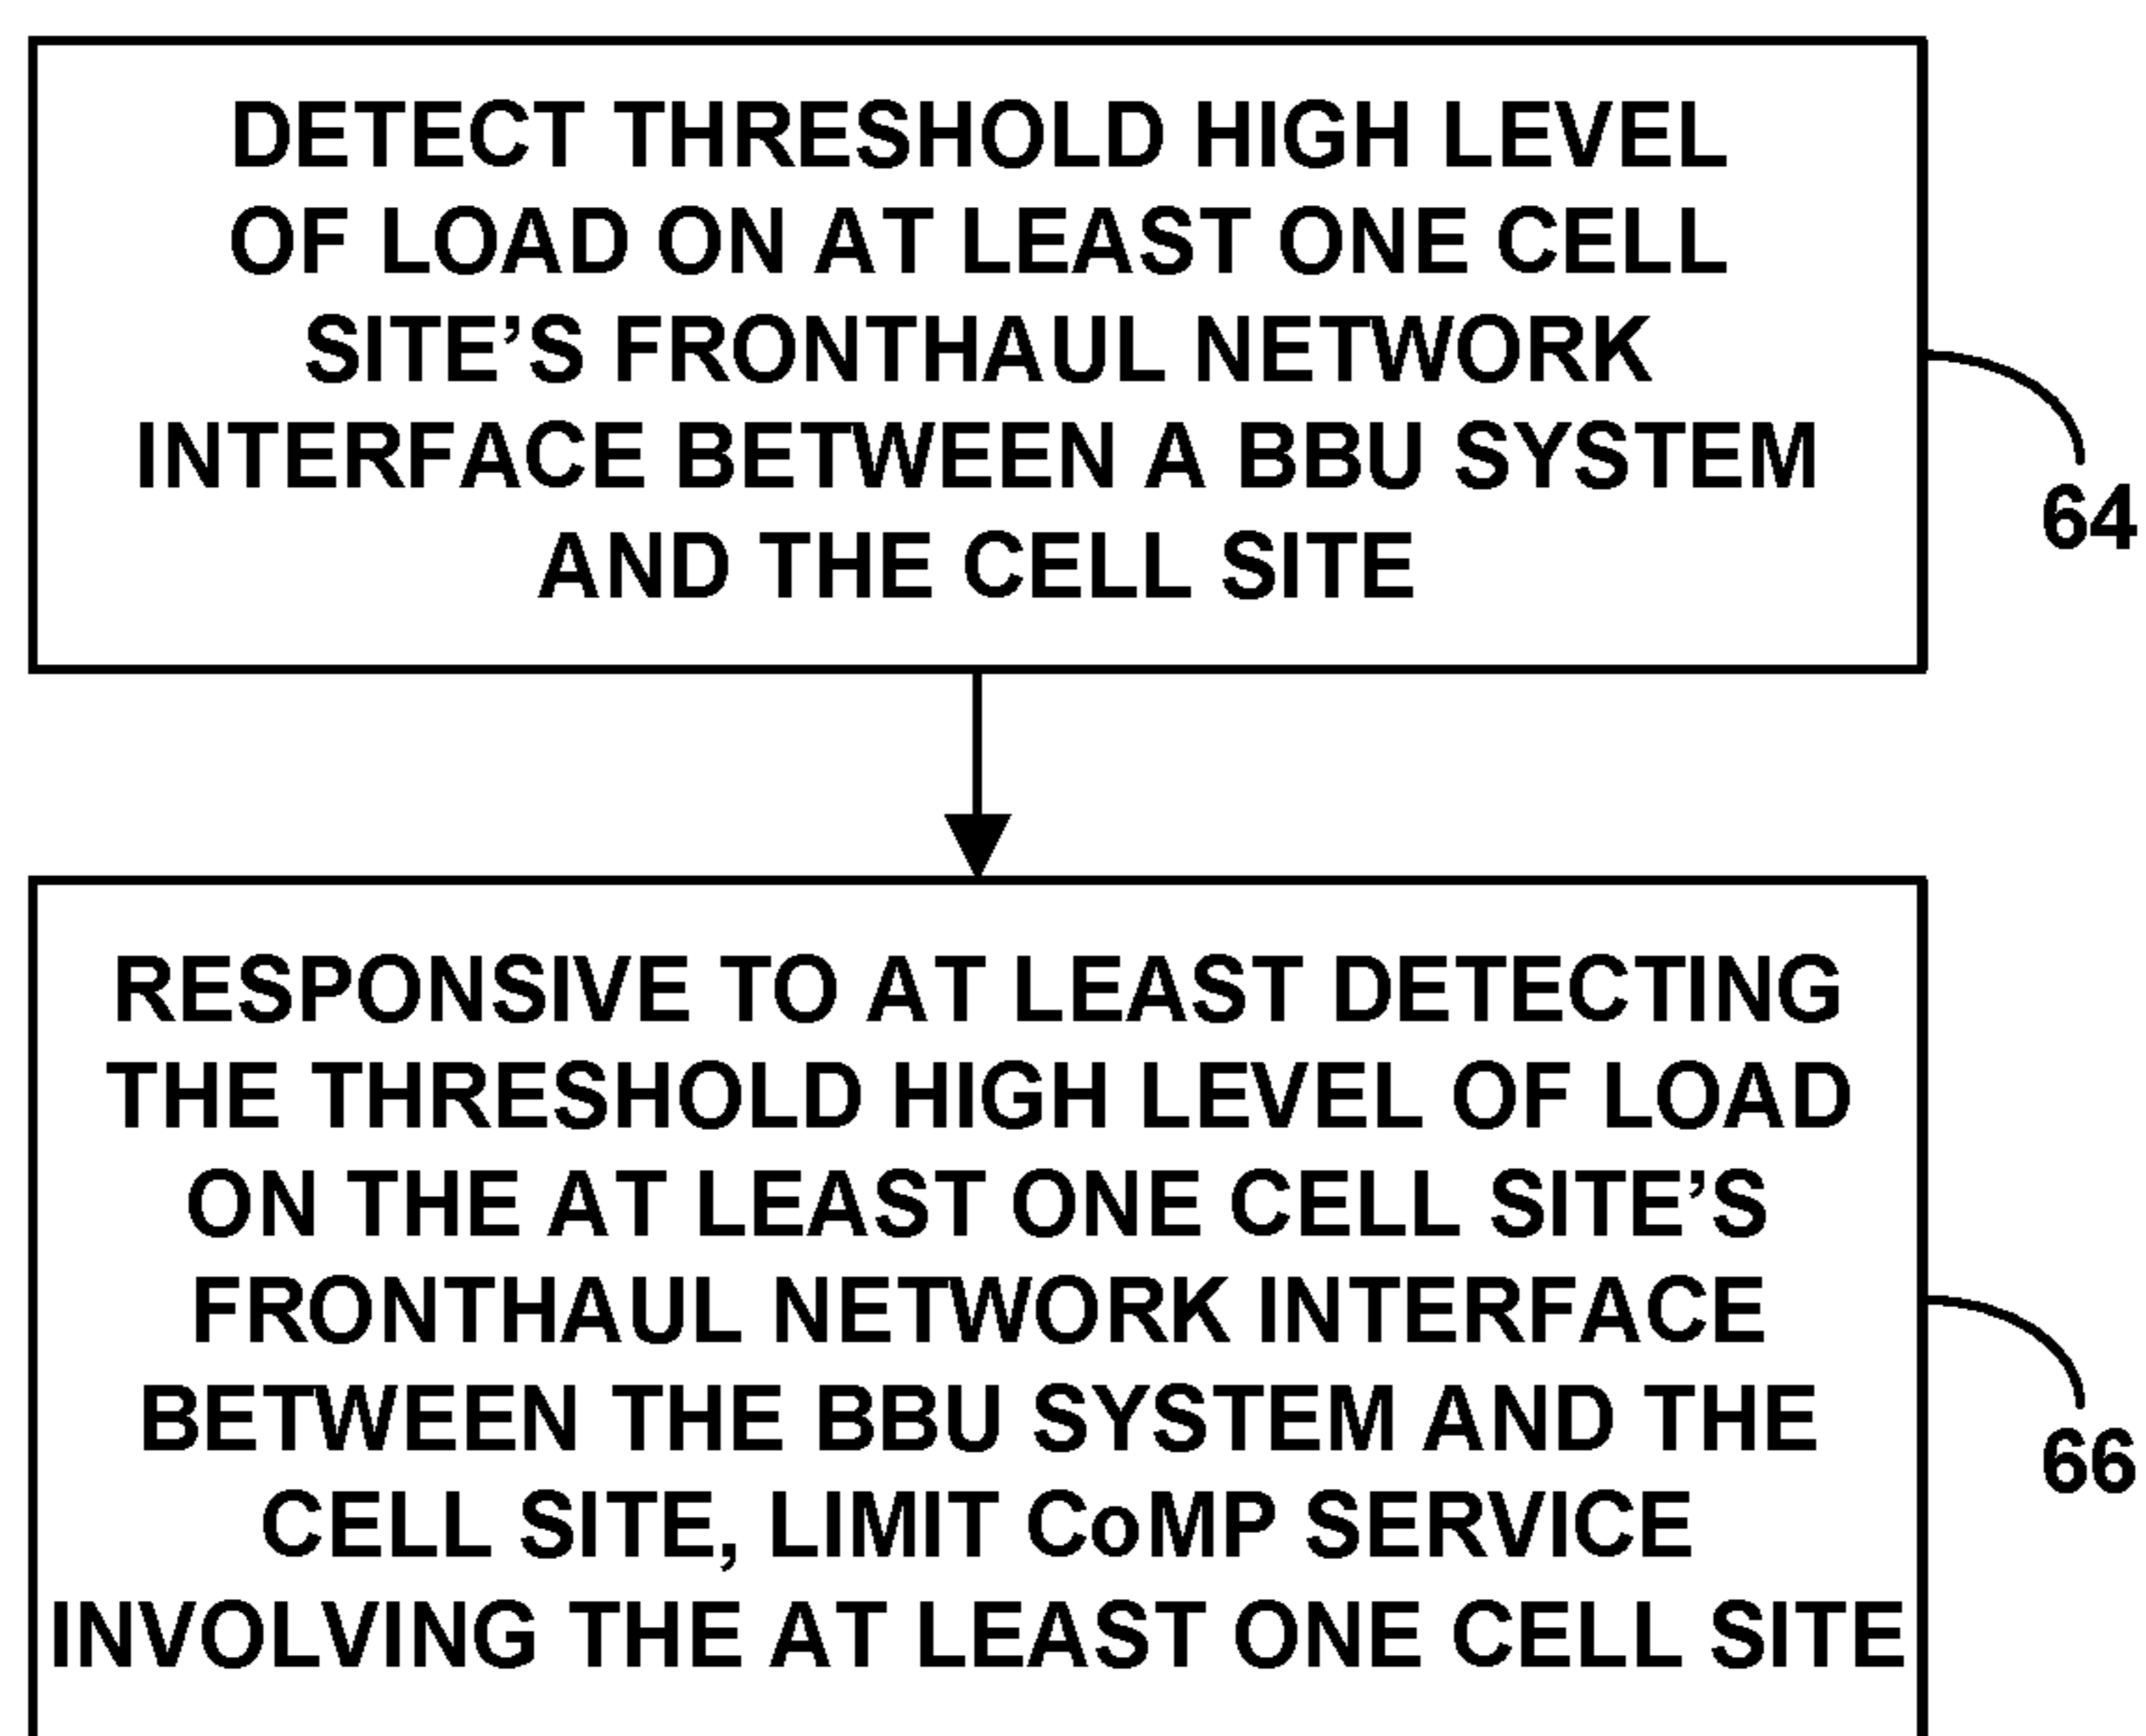 DETECT THRESHOLD HIGH LEVEL
OF LOAD ON AT LEAST ONE CELL
SITE’S FRONTHAUL NETWORK
INTERFACE BETWEEN A BBU SYSTEM
AND THE CELL SITE
64
RESPONSIVE TO AT LEAST DETECTING
THE THRESHOLD HIGH LEVEL OF LOAD
ON THE AT LEAST ONE CELL SITE’S
FRONTHAUL NETWORK INTERFACE
BETWEEN THE BBU SYSTEM AND THE
CELL SITE, LIMIT CoMP SERVICE
INVOLVING THE AT LEAST ONE CELL SITE
66